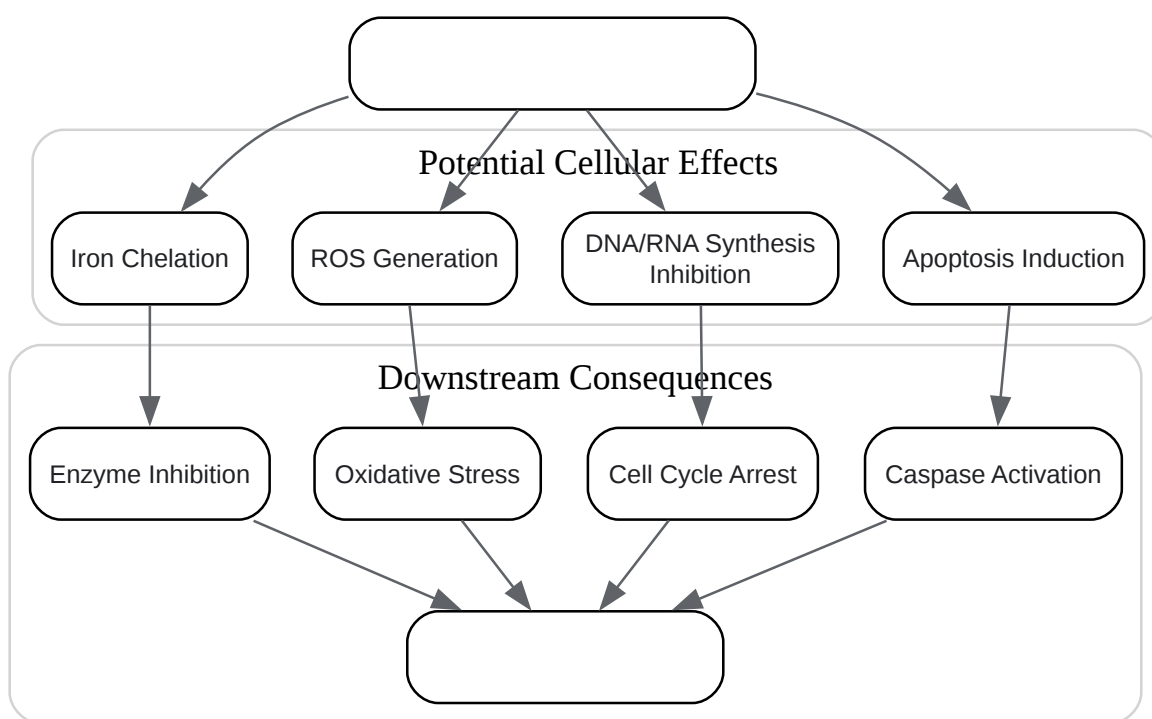 Potential Cellular Effects
Iron Chelation
ROS Generation
DNA/RNA Synthesis
Inhibition
Apoptosis Induction
Downstream Consequences
Enzyme Inhibition
Oxidative Stress
Cell Cycle Arrest
Caspase Activation